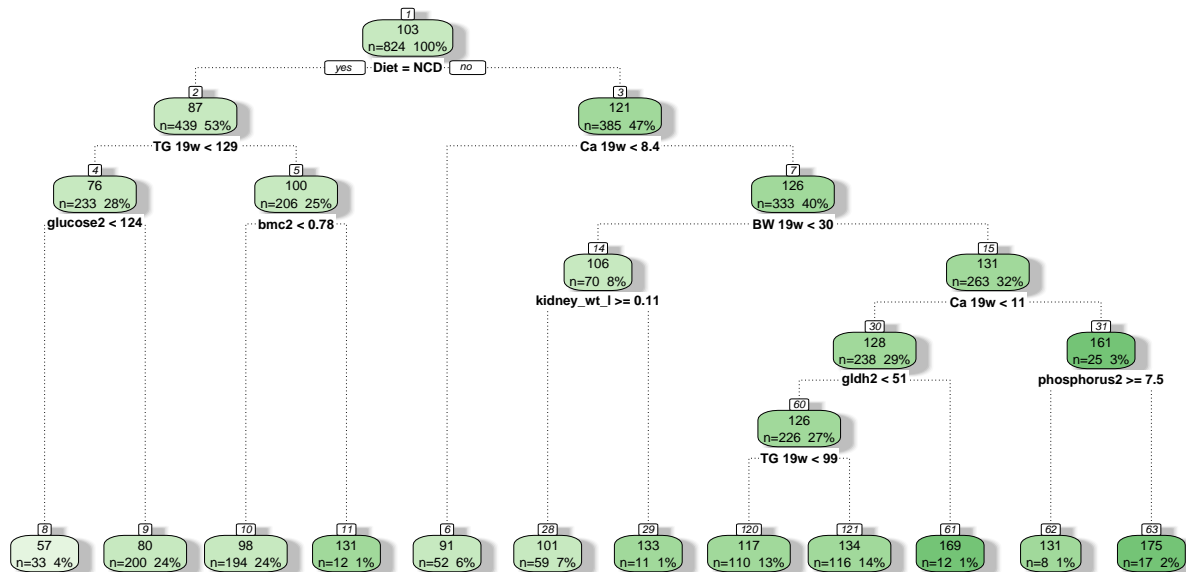 1
103
n=824 100%
yes Diet = NCD no
2 3
87 121
n=439 53% n=385 47%
TG 19w < 129 Ca 19w < 8.4
4 5 7
76 100 126
n=233 28% n=206 25% n=333 40%
glucose2 < 124 bmc2 < 0.78 BW 19w < 30
14 15
106 131
n=70 8% n=263 32%
kidney_wt_l >= 0.11 Ca 19w < 11
30 31
128 161
n=238 29% n=25 3%
gldh2 < 51 phosphorus2 >= 7.5
60
126
n=226 27%
TG 19w < 99
8 9 10 11 6 28 29 120 121 61 62 63
57 80 98 131 91 101 133 117 134 169 131 175
n=33 4% n=200 24% n=194 24% n=12 1% n=52 6% n=59 7% n=11 1% n=110 13% n=116 14% n=12 1% n=8 1% n=17 2%